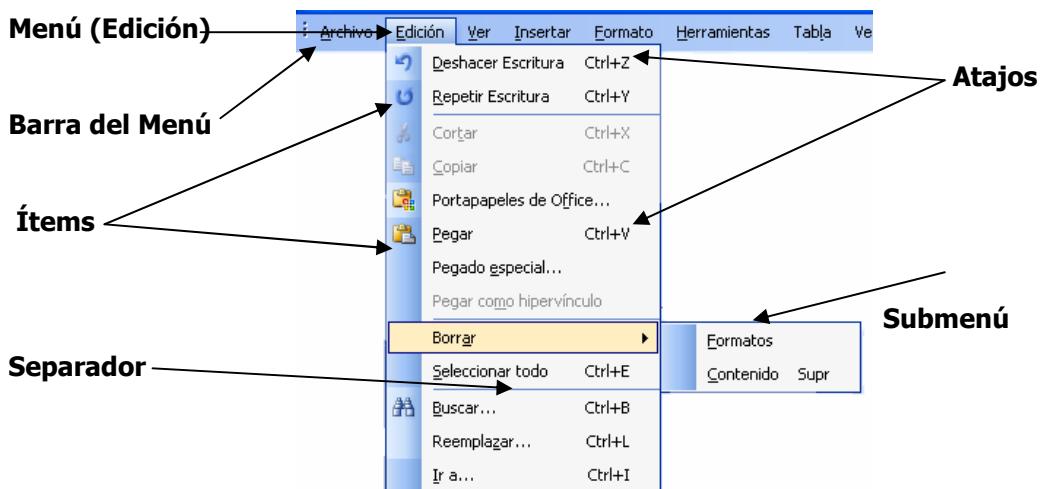 Menú (Edición)
Archivo Edición Ver Insertar Formato Herramientas Tabla Ve
Deshacer Escritura Ctrl+Z
Atajos
Repetir Escritura Ctrl+Y
Barra del Menú
Cortar Ctrl+X
Copiar Ctrl+C
Portapapeles de Office...
Ítems
Pegar Ctrl+V
Pegado especial...
Pegar como hipervínculo
Submenú
Borrar
Formatos
Separador
Seleccionar todo Ctrl+E
Contenido Supr
Buscar... Ctrl+B
Reemplazar... Ctrl+L
Ir a... Ctrl+I